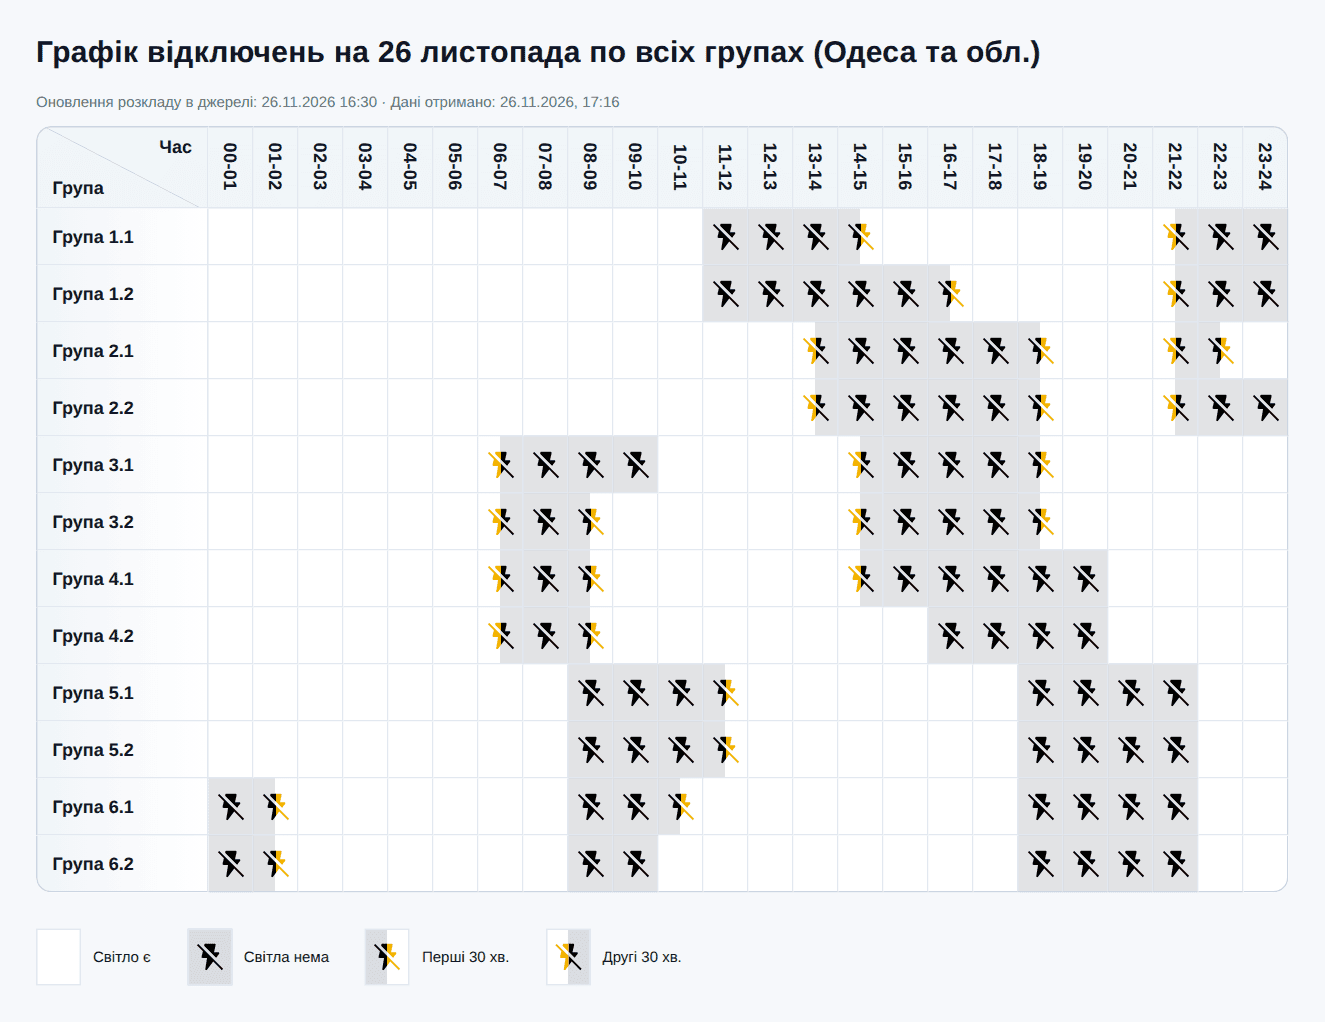 Графік відключень на 26 листопада по всіх групах (Одеса та обл.)
Оновлення розкладу в джерелі: 26.11.2026 16:30 · Дані отримано: 26.11.2026, 17:16
Час
Група
00-01 01-02 02-03 03-04 04-05 05-06 06-07 07-08 08-09 09-10 10-11 11-12 12-13 13-14 14-15 15-16 16-17 17-18 18-19 19-20 20-21 21-22 22-23 23-24
Група 1.1
Група 1.2
Група 2.1
Група 2.2
Група 3.1
Група 3.2
Група 4.1
Група 4.2
Група 5.1
Група 5.2
Група 6.1
Група 6.2
Світло є Світла нема Перші 30 хв. Другі 30 хв.